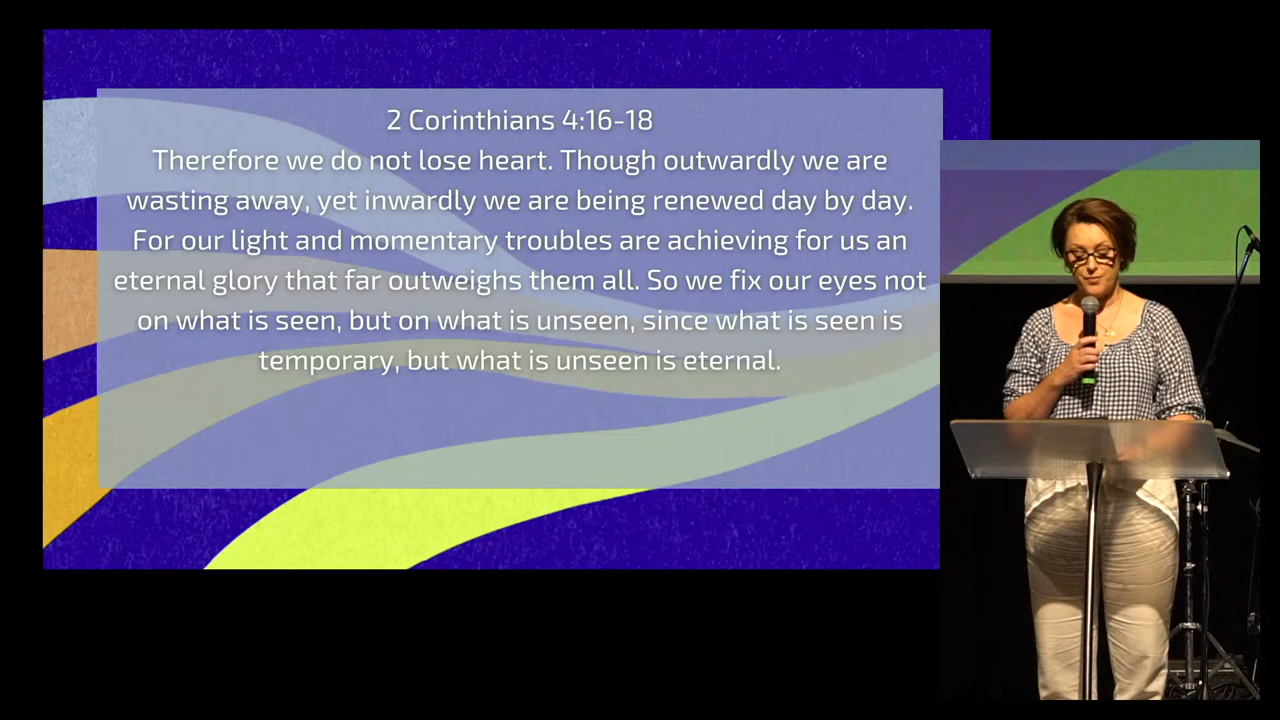 2 Corinthians 4:16-18
Therefore we do not lose heart. Though outwardly we are
wasting away, yet inwardly we are being renewed day by day.
For our light and momentary troubles are achieving for us an
eternal glory that far outweighs them all. So we fix our eyes not
on what is seen, but on what is unseen, since what is seen is
temporary, but what is unseen is eternal.